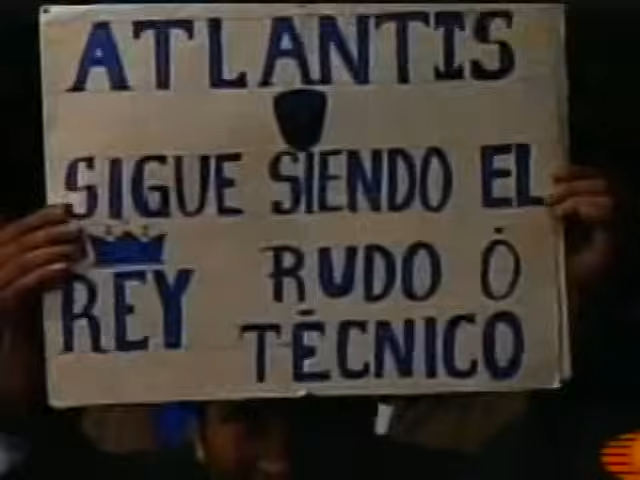 ATLANTIS
SIGUE SIENDO EL
REY RUDO Ó
TÉCNICO